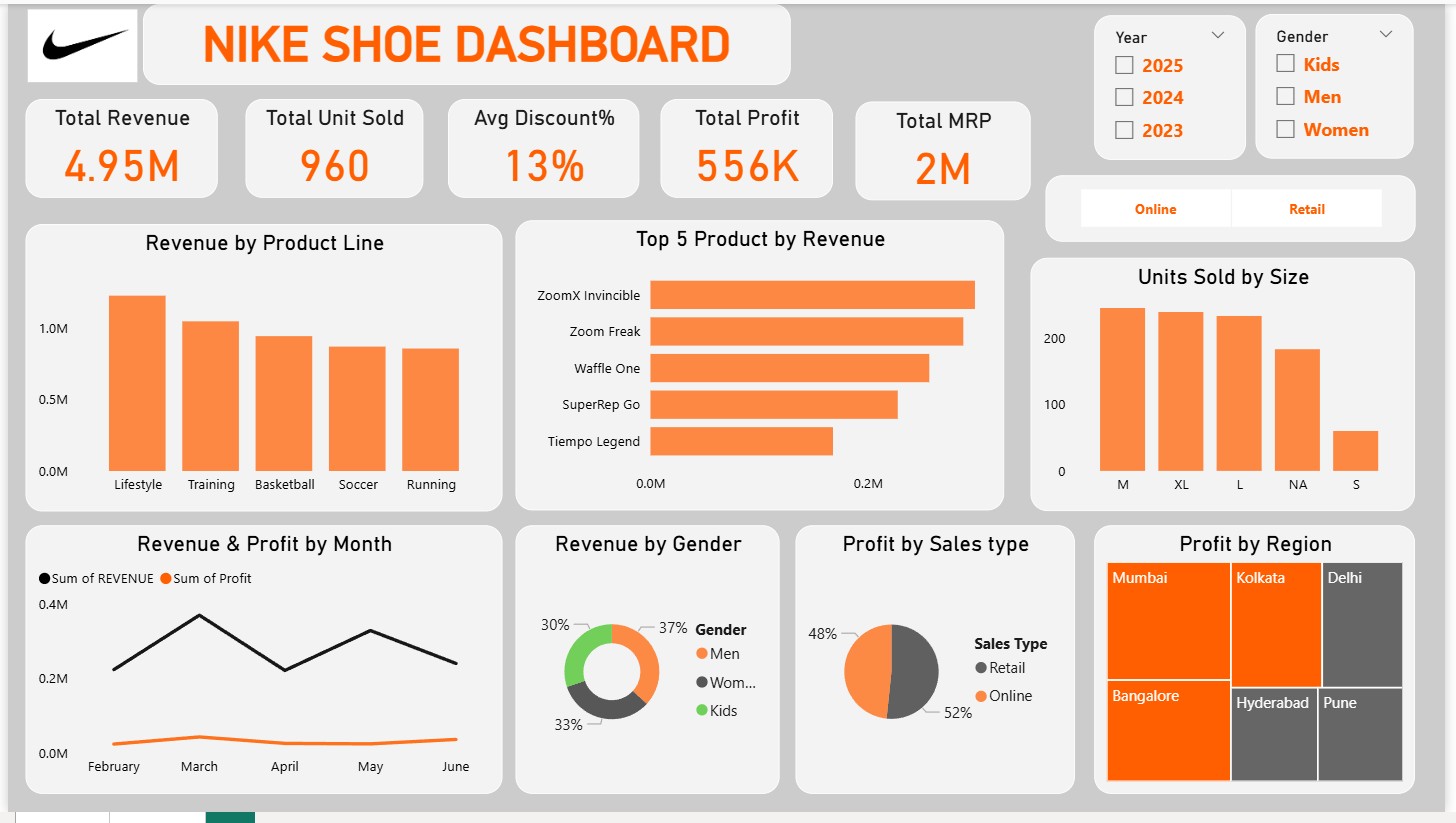 NIKE SHOE DASHBOARD
Year
2025
2024
2023
Gender
Kids
Men
Women
Total Revenue
4.95M
Total Unit Sold
960
Avg Discount%
13%
Total Profit
556K
Total MRP
2M
Online
Retail
Revenue by Product Line
1.0M
0.5M
0.0M
Lifestyle
Training
Basketball
Soccer
Running
Top 5 Product by Revenue
ZoomX Invincible
Zoom Freak
Waffle One
SuperRep Go
Tiempo Legend
0.0M
0.2M
Units Sold by Size
200
100
0
M
XL
L
NA
S
Revenue & Profit by Month
Sum of REVENUE
Sum of Profit
0.4M
0.2M
0.0M
February
March
April
May
June
Revenue by Gender
30%
37%
33%
Gender
Men
Wom...
Kids
Profit by Sales type
48%
52%
Sales Type
Retail
Online
Profit by Region
Mumbai
Kolkata
Delhi
Bangalore
Hyderabad
Pune